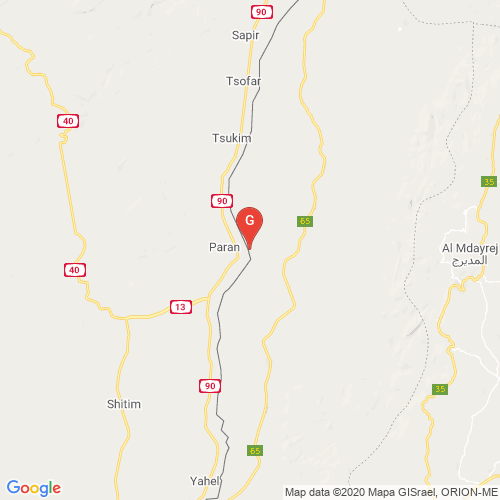 90
Sapir
Tsofar
40
Tsukim
35
90
G
65
Paran
Al Mdayrej
المديرج
40
13
90
35
Shitim
65
Yahel
Google
Map data ©2020 Mapa GISrael, ORION-ME